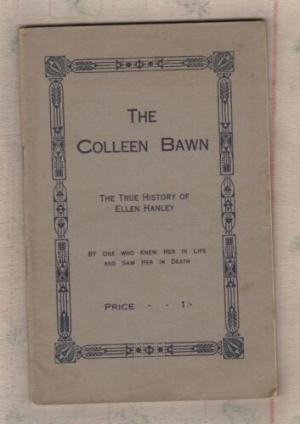 THE
COLLEEN BAWN
THE TRUE HISTORY OF
ELLEN HANLEY
BY ONE WHO KNEW HER IN LIFE
AND SAW HER IN DEATH
PRICE - - 1/-